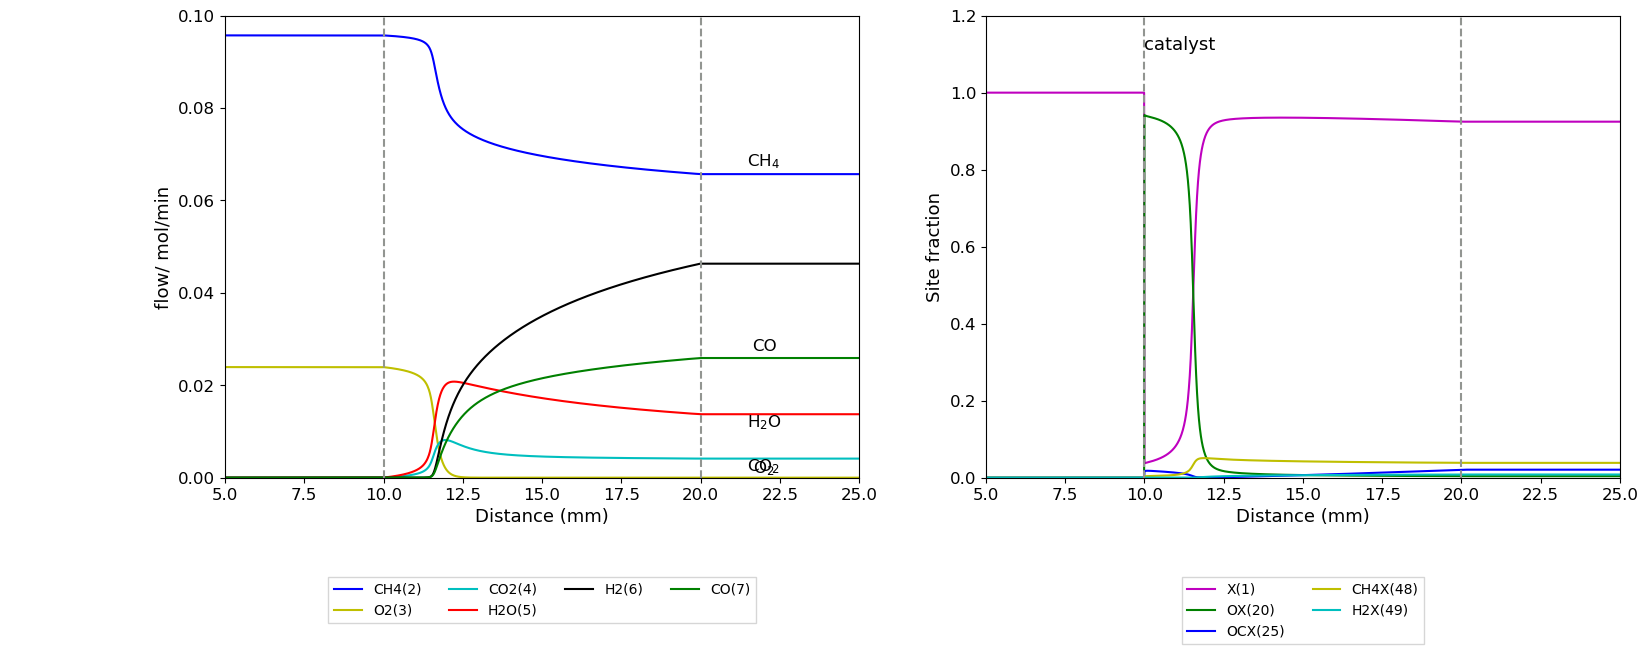 0.10
0.08
0.06
0.04
0.02
0.00
flow/ mol/min
CH₄
CO
H₂O
CO₂
O₂
5.0 7.5 10.0 12.5 15.0 17.5 20.0 22.5 25.0
Distance (mm)
CH4(2) CO2(4) H2(6) CO(7)
O2(3) H2O(5)
1.2
1.0
0.8
0.6
0.4
0.2
0.0
Site fraction
catalyst
5.0 7.5 10.0 12.5 15.0 17.5 20.0 22.5 25.0
Distance (mm)
X(1) CH4X(48)
OX(20) H2X(49)
OCX(25)